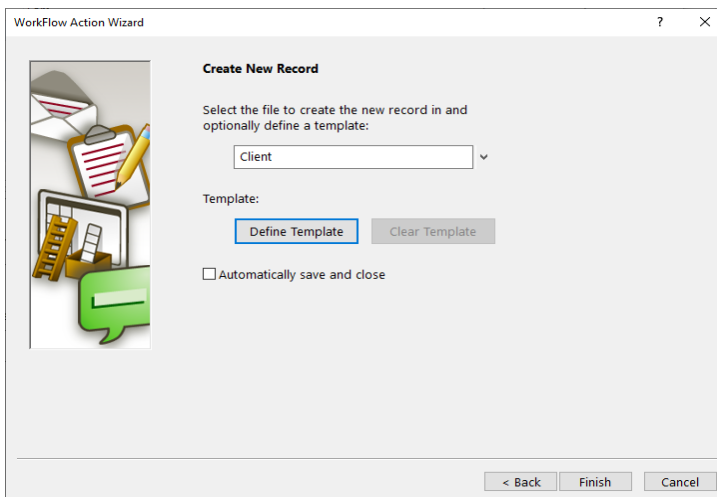 WorkFlow Action Wizard
?
Create New Record
Select the file to create the new record in and
optionally define a template:
Client
Template:
Define Template
Clear Template
Automatically save and close
< Back
Finish
Cancel